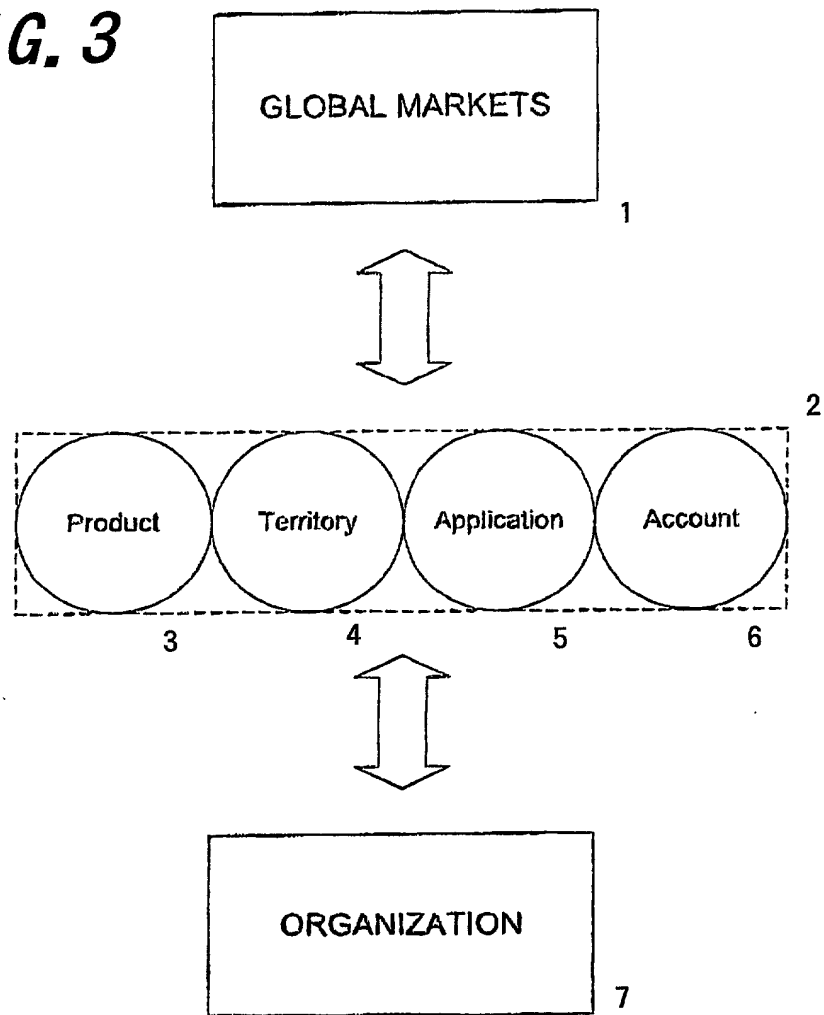 G. 3
GLOBAL MARKETS
1
2
Product Territory Application Account
3 4 5 6
ORGANIZATION
7